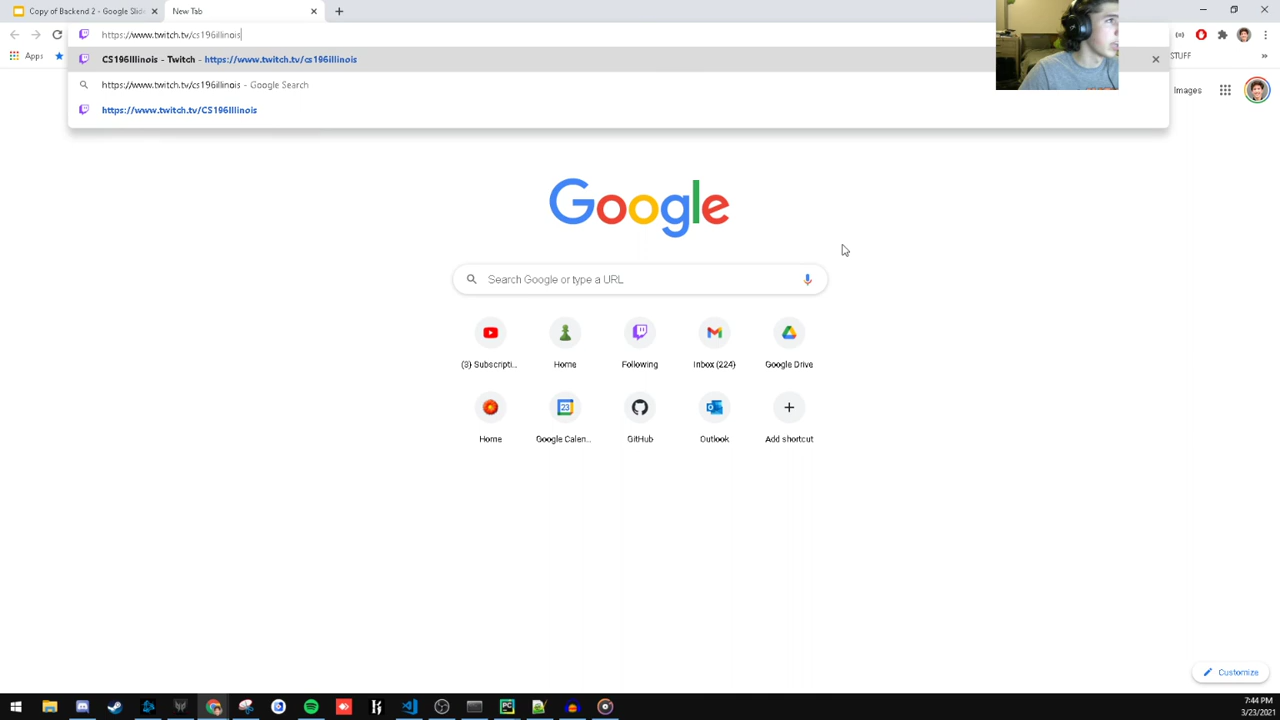 Copy of Backend 2 - Google Slide
New Tab
https://www.twitch.tv/cs196illinois
Apps
STUFF
CS196Illinois - Twitch - https://www.twitch.tv/cs196illinois
https://www.twitch.tv/cs196illinois - Google Search
https://www.twitch.tv/CS196Illinois
Images
Google
Search Google or type a URL
(3) Subscripti...
Home
Following
Inbox (224)
Google Drive
23
Home
Google Calen...
GitHub
Outlook
Add shortcut
Customize
PC
7:44 PM
3/23/2021